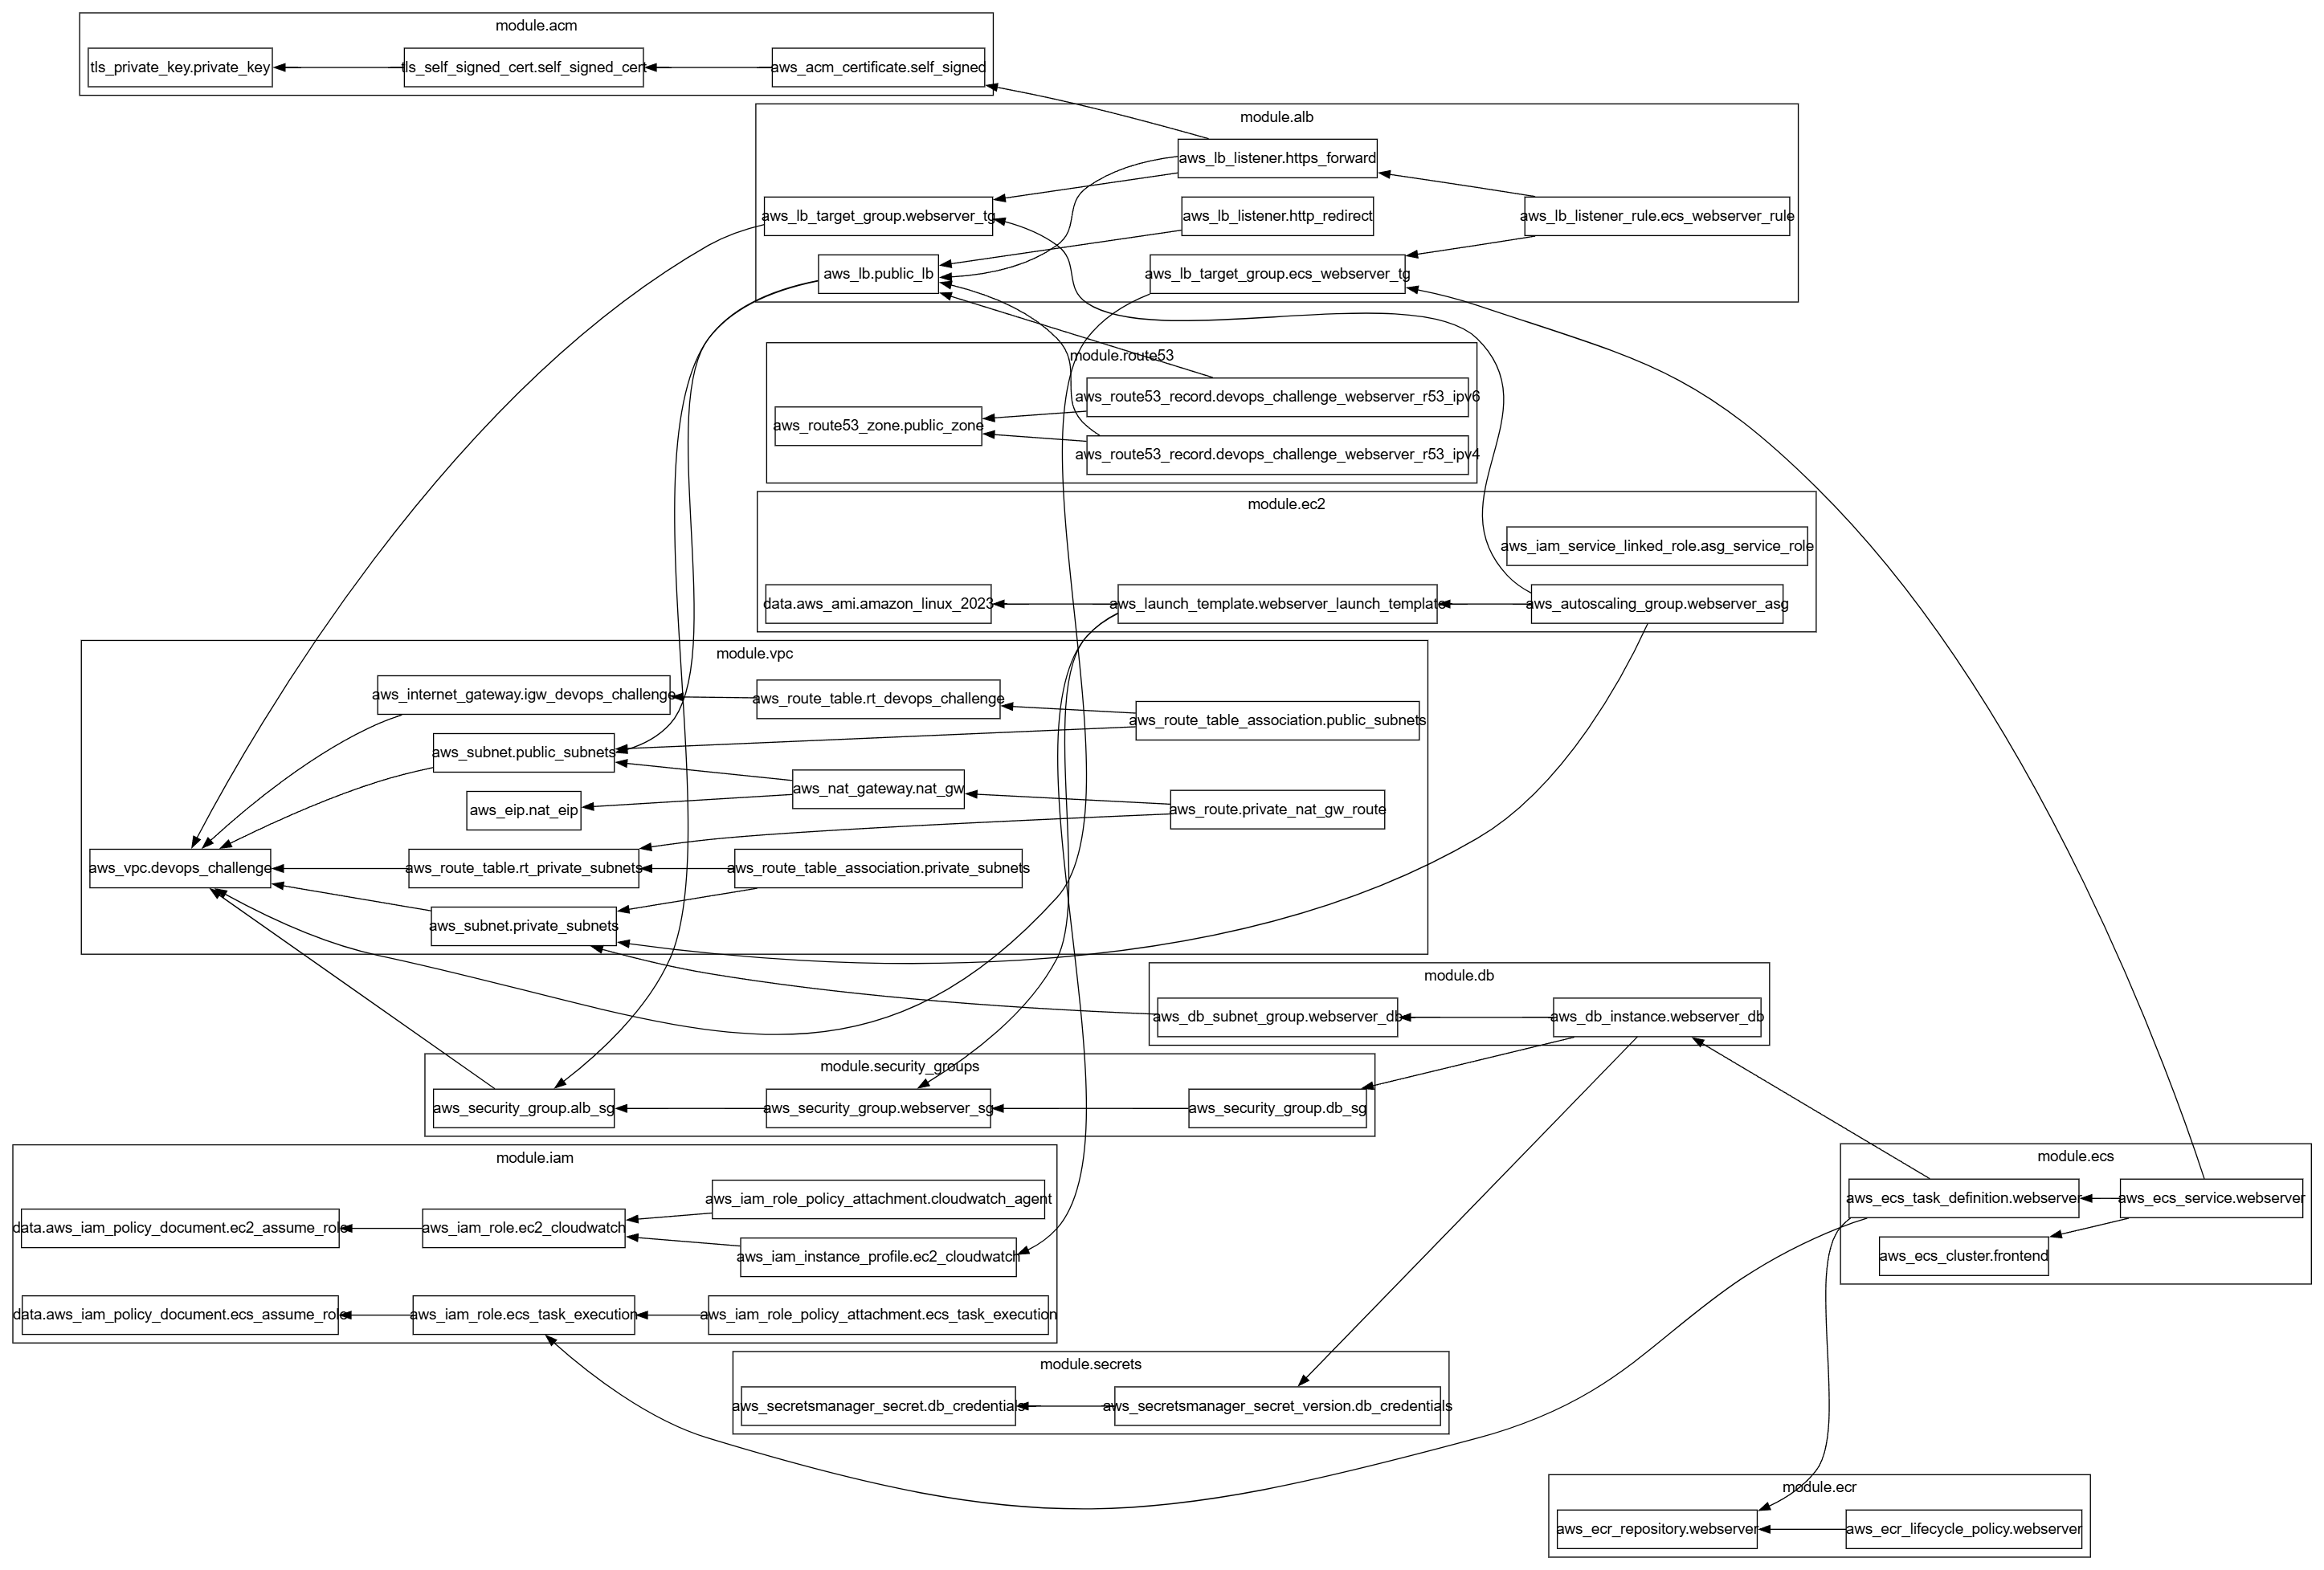 module.acm
tls_private_key.private_key
tls_self_signed_cert.self_signed_cert
aws_acm_certificate.self_signed
module.alb
aws_lb_listener.https_forward
aws_lb_target_group.webserver_tg
aws_lb_listener.http_redirect
aws_lb_listener_rule.ecs_webserver_rule
aws_lb.public_lb
aws_lb_target_group.ecs_webserver_tg
module.route53
aws_route53_record.devops_challenge_webserver_r53_ipv6
aws_route53_zone.public_zone
aws_route53_record.devops_challenge_webserver_r53_ipv4
module.ec2
aws_iam_service_linked_role.asg_service_role
data.aws_ami.amazon_linux_2023
aws_launch_template.webserver_launch_template
aws_autoscaling_group.webserver_asg
module.vpc
aws_internet_gateway.igw_devops_challenge
aws_route_table.rt_devops_challenge
aws_route_table_association.public_subnets
aws_subnet.public_subnets
aws_nat_gateway.nat_gw
aws_eip.nat_eip
aws_route.private_nat_gw_route
aws_vpc.devops_challenge
aws_route_table.rt_private_subnets
aws_route_table_association.private_subnets
aws_subnet.private_subnets
module.db
aws_db_subnet_group.webserver_db
aws_db_instance.webserver_db
module.security_groups
aws_security_group.alb_sg
aws_security_group.webserver_sg
aws_security_group.db_sg
module.iam
aws_iam_role_policy_attachment.cloudwatch_agent
data.aws_iam_policy_document.ec2_assume_role
aws_iam_role.ec2_cloudwatch
aws_iam_instance_profile.ec2_cloudwatch
data.aws_iam_policy_document.ecs_assume_role
aws_iam_role.ecs_task_execution
aws_iam_role_policy_attachment.ecs_task_execution
module.ecs
aws_ecs_task_definition.webserver
aws_ecs_service.webserver
aws_ecs_cluster.frontend
module.secrets
aws_secretsmanager_secret.db_credentials
aws_secretsmanager_secret_version.db_credentials
module.ecr
aws_ecr_repository.webserver
aws_ecr_lifecycle_policy.webserver